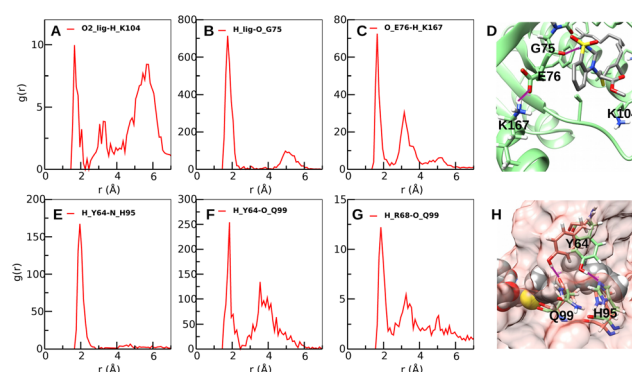 A O2_lig-H_K104
10
5
0
g(r)
0 2 4 6
r (Å)
B H_lig-O_G75
800
600
400
200
0
0 2 4 6
r (Å)
C O_E76-H_K167
80
60
40
20
0
0 2 4 6
r (Å)
D
G75
E76
K167
K104
E H_Y64-N_H95
200
150
100
50
0
g(r)
0 2 4 6
r (Å)
F H_Y64-O_Q99
300
250
200
150
100
50
0
0 2 4 6
r (Å)
G H_R68-O_Q99
15
10
5
0
0 2 4 6
r (Å)
H
Y64
Q99
H95